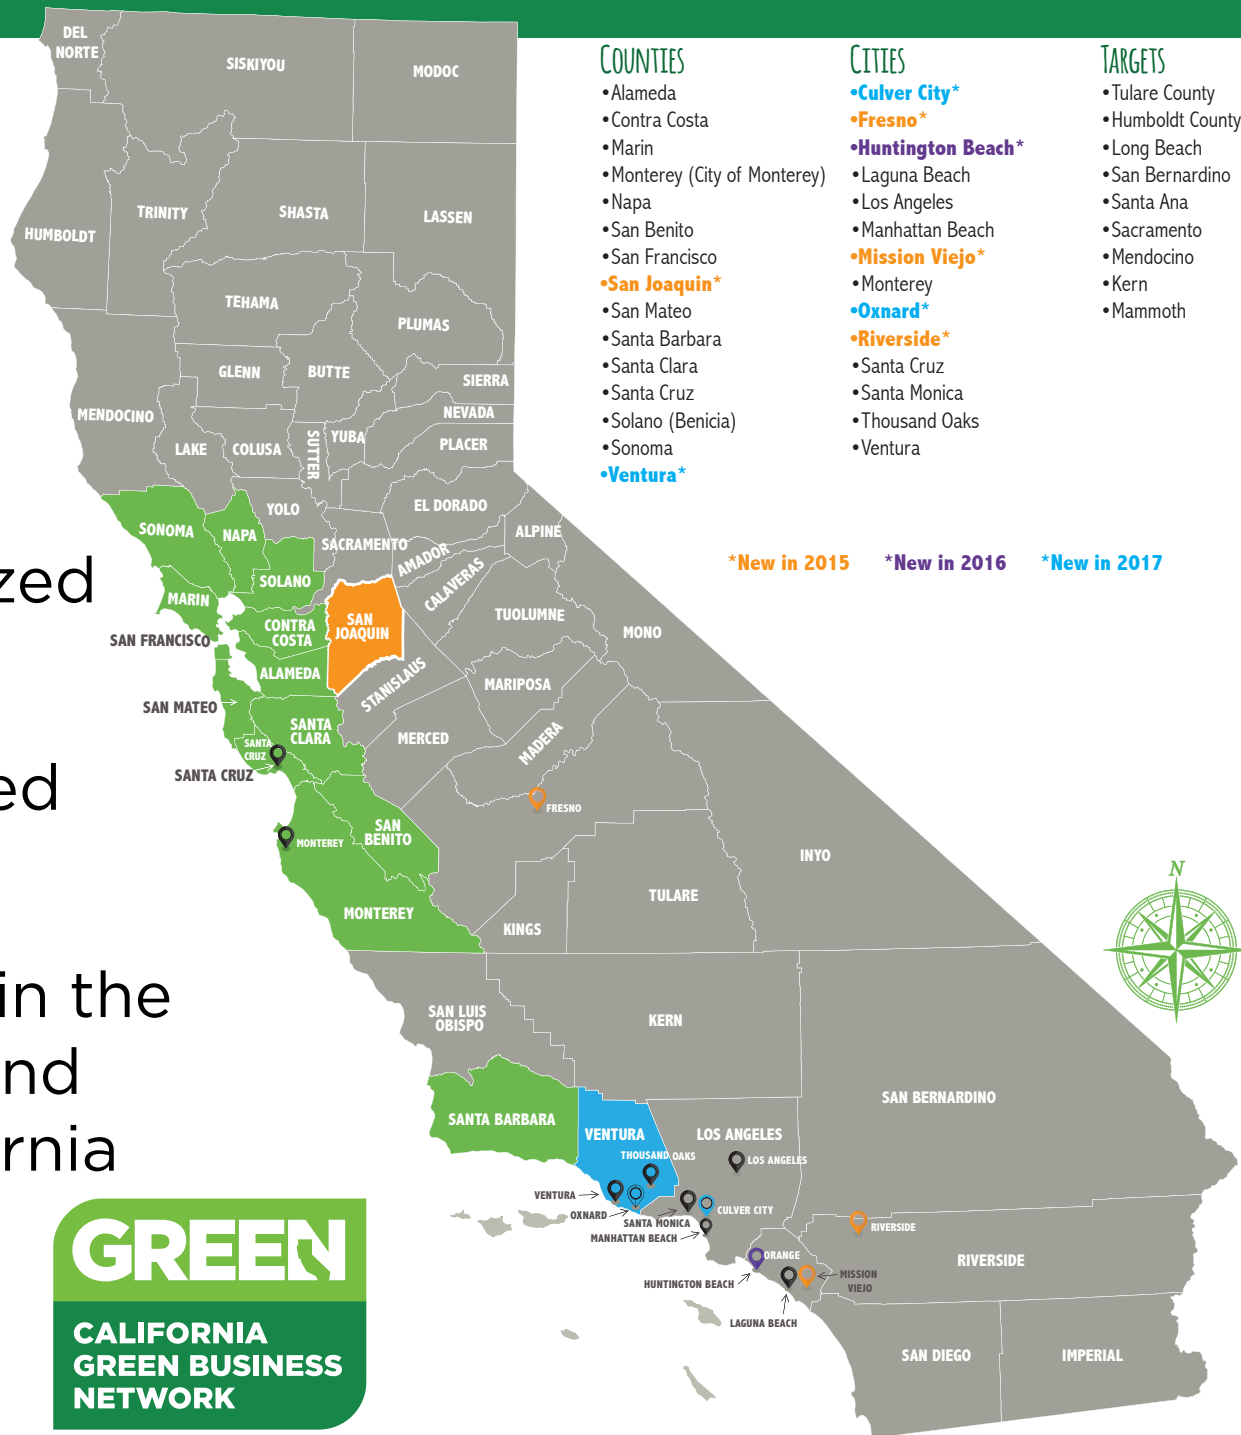 COUNTIES
•Alameda
•Contra Costa
•Marin
•Monterey (City of Monterey)
•Napa
•San Benito
•San Francisco
•San Joaquin*
•San Mateo
•Santa Barbara
•Santa Clara
•Santa Cruz
•Solano (Benicia)
•Sonoma
•Ventura*
CITIES
•Culver City*
•Fresno*
•Huntington Beach*
•Laguna Beach
•Los Angeles
•Manhattan Beach
•Mission Viejo*
•Monterey
•Oxnard*
•Riverside*
•Santa Cruz
•Santa Monica
•Thousand Oaks
•Ventura
TARGETS
•Tulare County
•Humboldt County
•Long Beach
•San Bernardino
•Santa Ana
•Sacramento
•Mendocino
•Kern
•Mammoth
*New in 2015 *New in 2016 *New in 2017
DEL
NORTE
SISKIYOU
MODOC
HUMBOLDT
TRINITY
SHASTA
LASSEN
TEHAMA
PLUMAS
GLENN
BUTTE
SIERRA
MENDOCINO
NEVADA
LAKE
COLUSA
SUTTER
YUBA
PLACER
YOLO
EL DORADO
SONOMA
NAPA
SACRAMENTO
AMADOR
ALPINE
SOLANO
CALAVERAS
MARIN
SAN
JOAQUIN
TUOLUMNE
MONO
CONTRA
COSTA
SAN FRANCISCO
ALAMEDA
STANISLAUS
MARIPOSA
SAN MATEO
SANTA
CLARA
MERCED
MADERA
SANTA
CRUZ
SANTA CRUZ
FRESNO
MONTEREY
SAN
BENITO
INYO
TULARE
MONTEREY
KINGS
N
SAN LUIS
OBISPO
KERN
SAN BERNARDINO
SANTA BARBARA
VENTURA
LOS ANGELES
THOUSAND OAKS
LOS ANGELES
VENTURA
OXNARD
SANTA MONICA
CULVER CITY
MANHATTAN BEACH
RIVERSIDE
ORANGE
RIVERSIDE
HUNTINGTON BEACH
MISSION
VIEJO
LAGUNA BEACH
SAN DIEGO
IMPERIAL
zed
ed
in the
nd
rnia
GREEN
CALIFORNIA
GREEN BUSINESS
NETWORK